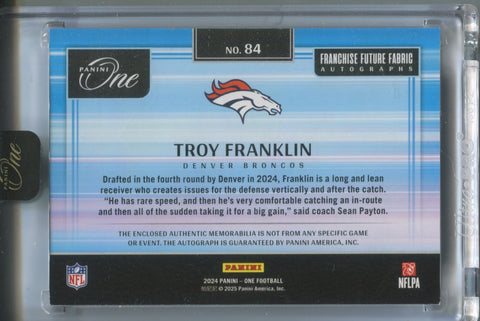 NO. 84
PANINI
One
FRANCHISE FUTURE FABRIC
AUTOGRAPHS
TROY FRANKLIN
DENVER BRONCOS
Drafted in the fourth round by Denver in 2024, Franklin is a long and lean
receiver who creates issues for the defense vertically and after the catch.
"He has rare speed, and then he's very comfortable catching an in-route
and then all of the sudden taking it for a big gain," said coach Sean Payton.
THE ENCLOSED AUTHENTIC MEMORABILIA IS NOT FROM ANY SPECIFIC GAME
OR EVENT. THE AUTOGRAPH IS GUARANTEED BY PANINI AMERICA, INC.
NFL
PANINI
NFLPA
2024 PANINI – ONE FOOTBALL
© 2025 Panini America, Inc.
PANINI
One